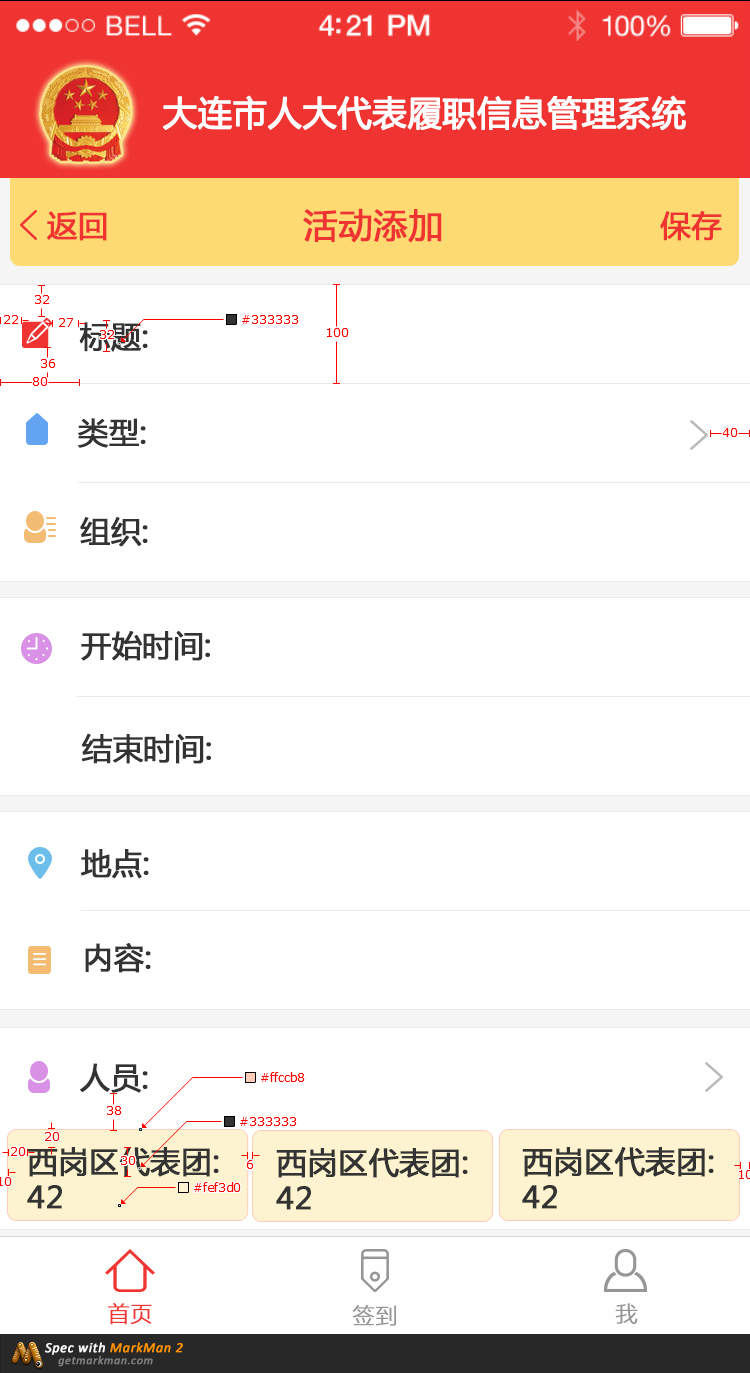 BELL 4:21 PM 100%
大连市人大代表履职信息管理系统
返回 活动添加 保存
32
22 27 32 #333333
标题:
100
36
80
类型:
40
组织:
开始时间:
结束时间:
地点:
内容:
人员:
#ffccb8
38
#333333
20
20 30 6 10
10
#fef3d0
西岗区代表团: 西岗区代表团: 西岗区代表团:
42 42 42
首页 签到 我
Spec with MarkMan 2
getmarkman.com